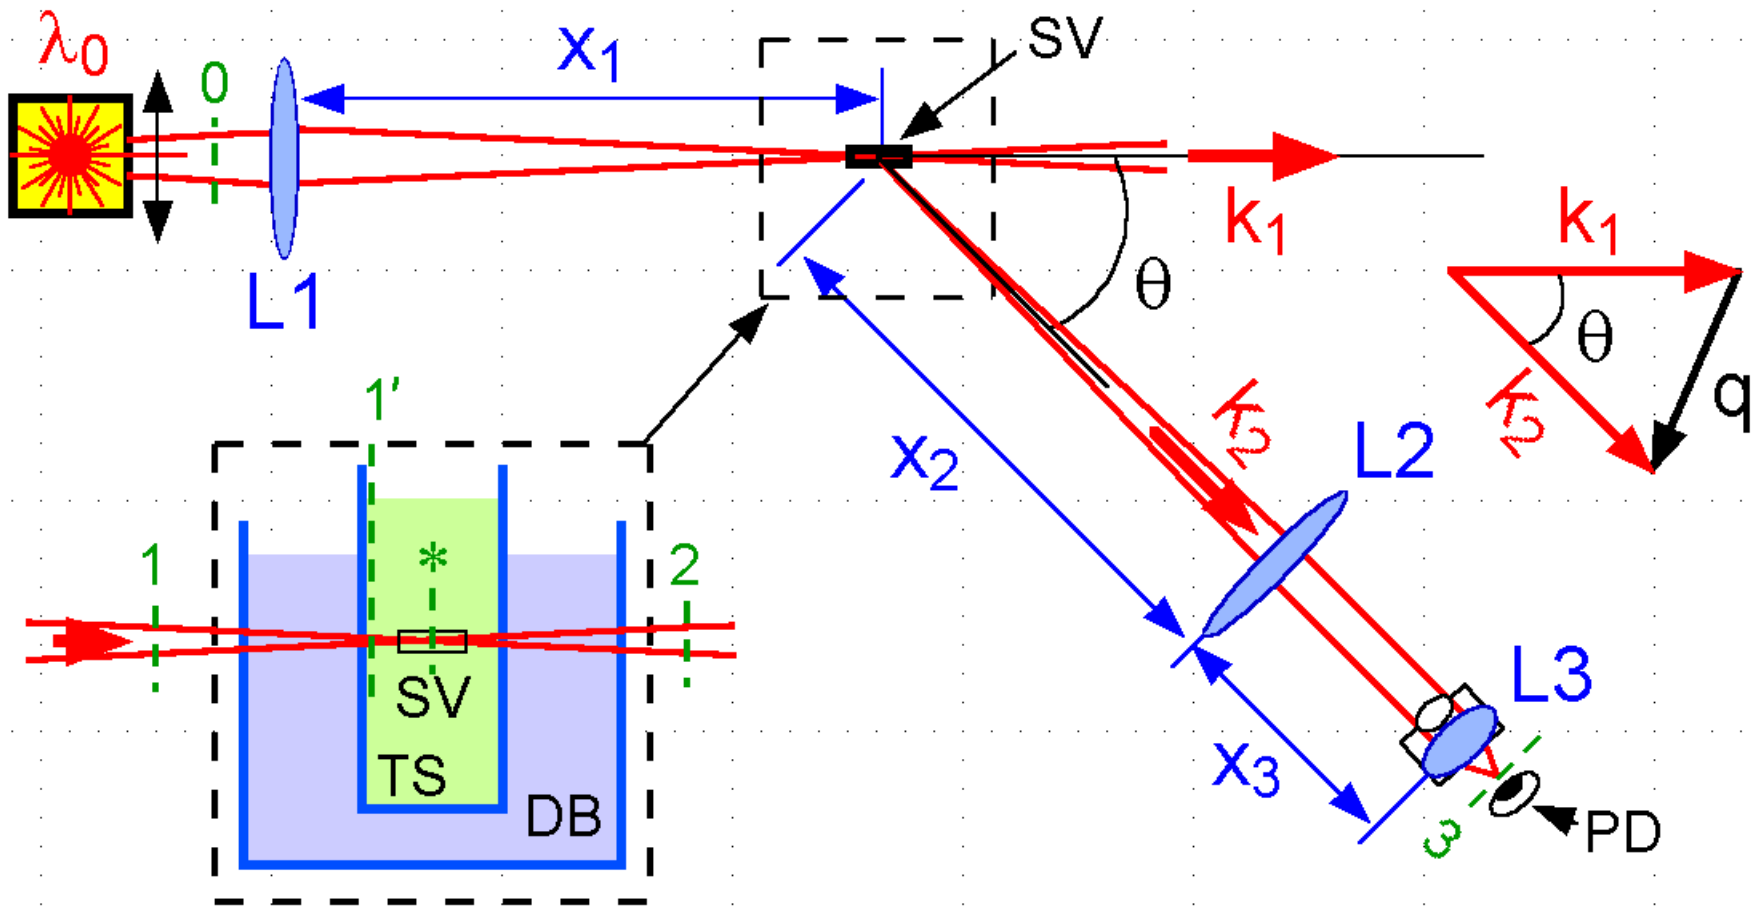 λ0
0
x1
SV
L1
k1
θ
k1
θ
k2
q
1'
x2
k2
L2
1
*
2
SV
TS
DB
L3
x3
3
PD